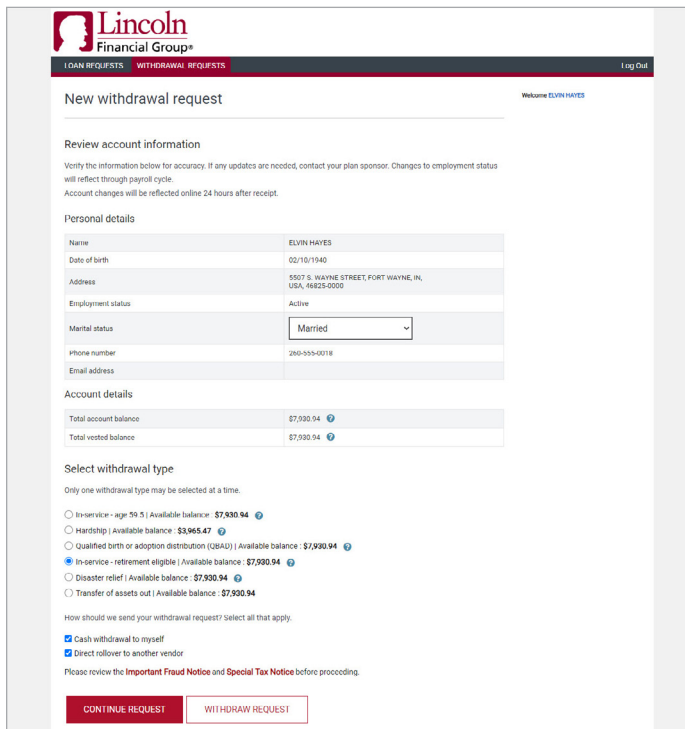 Lincoln
Financial Group®
LOAN REQUESTS WITHDRAWAL REQUESTS Log Out
New withdrawal request
Welcome ELVIN HAYES
Review account information
Verify the information below for accuracy. If any updates are needed, contact your plan sponsor. Changes to employment status
will reflect through payroll cycle.
Account changes will be reflected online 24 hours after receipt.
Personal details
Name ELVIN HAYES
Date of birth 02/10/1940
Address 5507 S. WAYNE STREET, FORT WAYNE, IN,
USA, 46825-0000
Employment status Active
Marital status Married
Phone number 260-555-0018
Email address
Account details
Total account balance $7,930.94 ?
Total vested balance $7,930.94 ?
Select withdrawal type
Only one withdrawal type may be selected at a time.
In-service - age 59.5 | Available balance : $7,930.94 ?
Hardship | Available balance : $3,965.47 ?
Qualified birth or adoption distribution (QBAD) | Available balance : $7,930.94 ?
In-service - retirement eligible | Available balance : $7,930.94 ?
Disaster relief | Available balance : $7,930.94 ?
Transfer of assets out | Available balance : $7,930.94
How should we send your withdrawal request? Select all that apply.
Cash withdrawal to myself
Direct rollover to another vendor
Please review the Important Fraud Notice and Special Tax Notice before proceeding.
CONTINUE REQUEST WITHDRAW REQUEST